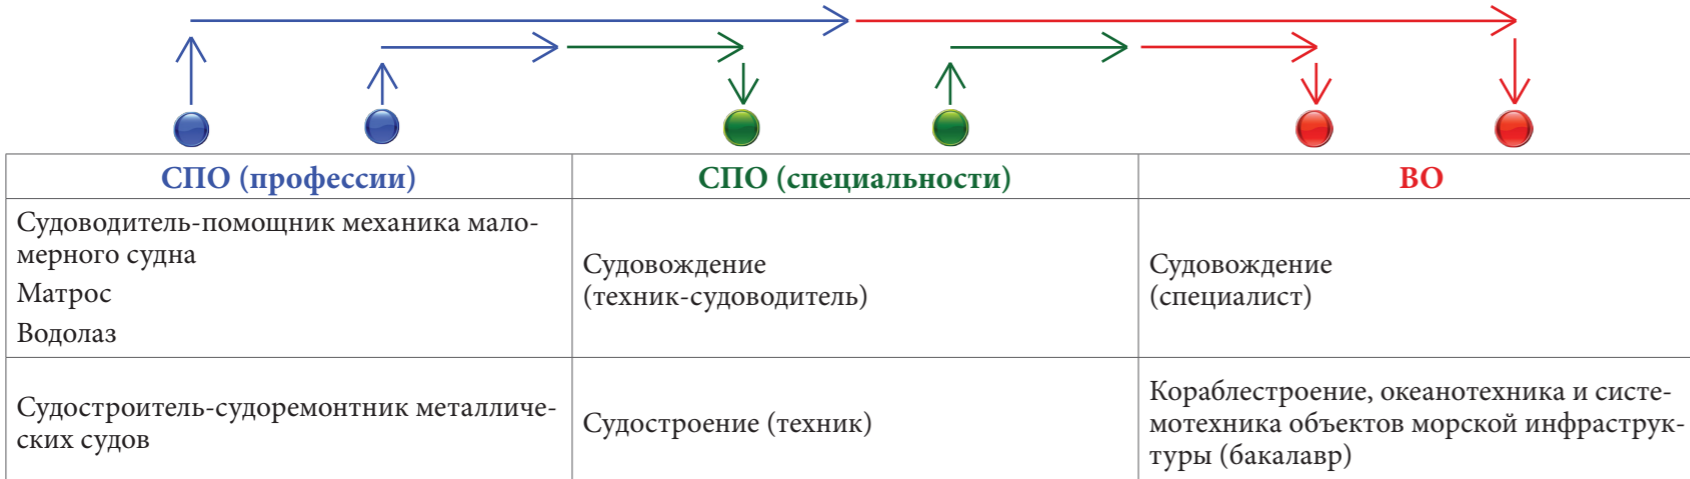 СПО (профессии)
СПО (специальности)
ВО
Судоводитель-помощник механика мало-
мерного судна
Матрос
Водолаз
Судовождение
(техник-судоводитель)
Судовождение
(специалист)
Судостроитель-судоремонтник металличе-
ских судов
Судостроение (техник)
Кораблестроение, океанотехника и систе-
мотехника объектов морской инфраструк-
туры (бакалавр)